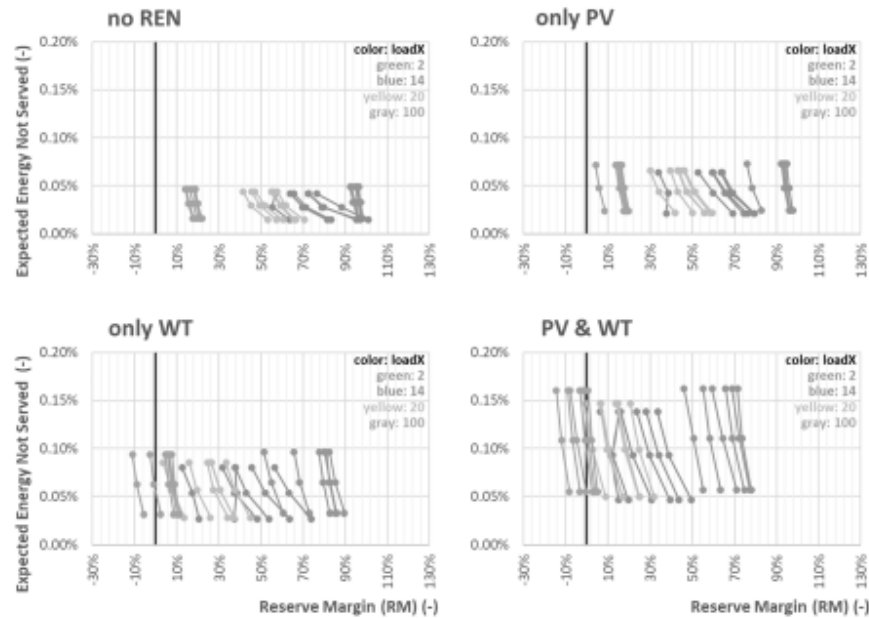 no REN
Expected Energy Not Served (-)
0.20%
0.15%
0.10%
0.05%
0.00%
color: loadX
green: 2
blue: 14
yellow: 20
gray: 100
-30%
-10%
10%
30%
50%
70%
90%
110%
130%
only PV
0.20%
0.15%
0.10%
0.05%
0.00%
color: loadX
green: 2
blue: 14
yellow: 20
gray: 100
-30%
-10%
10%
30%
50%
70%
90%
110%
130%
only WT
Expected Energy Not Served (-)
0.20%
0.15%
0.10%
0.05%
0.00%
color: loadX
green: 2
blue: 14
yellow: 20
gray: 100
-30%
-10%
10%
30%
50%
70%
90%
110%
130%
Reserve Margin (RM) (-)
PV & WT
0.20%
0.15%
0.10%
0.05%
0.00%
color: loadX
green: 2
blue: 14
yellow: 20
gray: 100
-30%
-10%
10%
30%
50%
70%
90%
110%
130%
Reserve Margin (RM) (-)